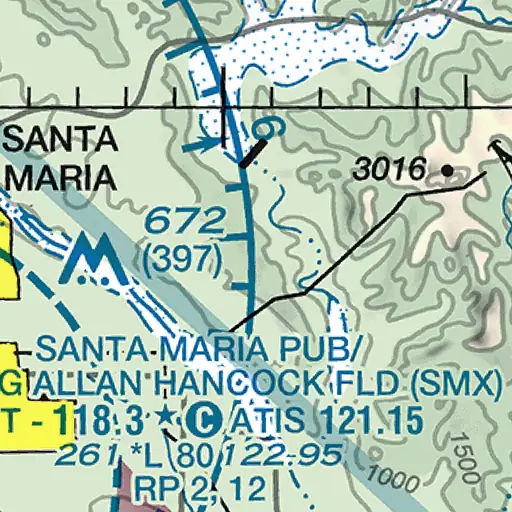 6
SANTA
MARIA
3016
672
(397)
SANTA MARIA PUB/
G ALLAN HANCOCK FLD (SMX)
T - 118.3 ★ C ATIS 121.15
261 *L 80 122.95
RP 2, 12
1000
1500